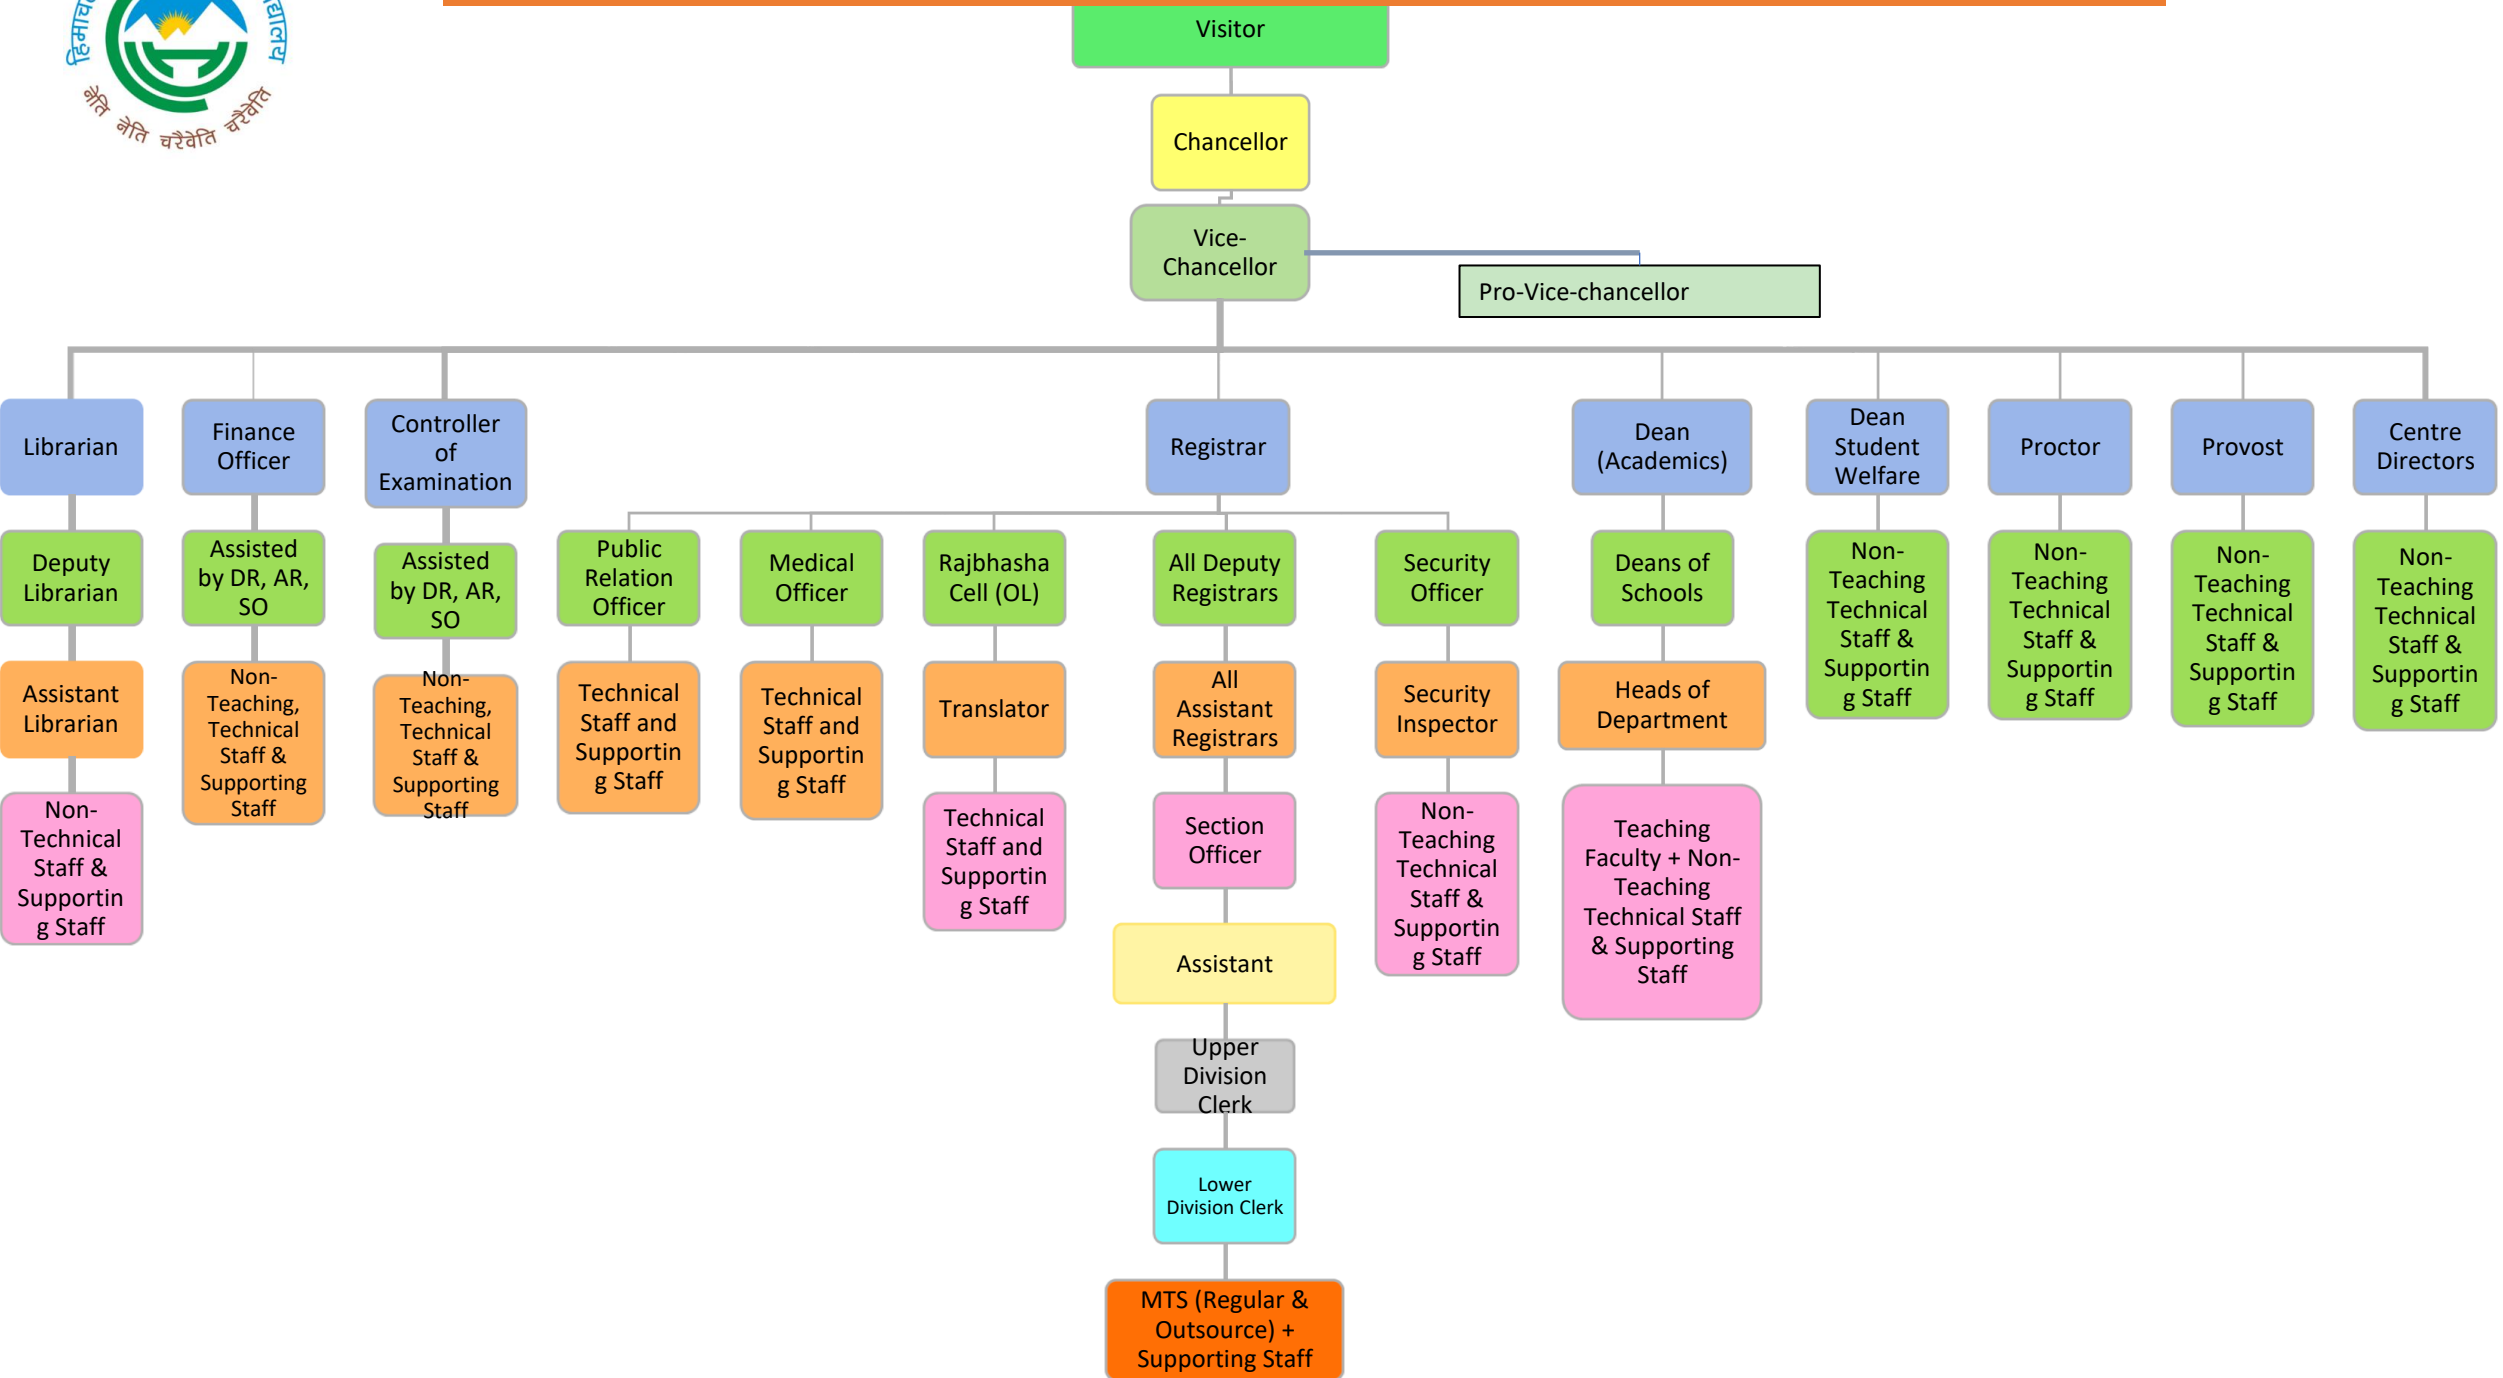 नेति नेति चरैवेति चरैवेति
Visitor
Chancellor
Vice-
Chancellor
Pro-Vice-chancellor
Librarian
Finance
Officer
Controller
of
Examination
Registrar
Dean
(Academics)
Dean
Student
Welfare
Proctor
Provost
Centre
Directors
Deputy
Librarian
Assisted
by DR, AR,
SO
Assisted
by DR, AR,
SO
Public
Relation
Officer
Medical
Officer
Rajbhasha
Cell (OL)
All Deputy
Registrars
Security
Officer
Deans of
Schools
Non-
Teaching
Technical
Staff &
Supportin
g Staff
Non-
Teaching
Technical
Staff &
Supportin
g Staff
Non-
Teaching
Technical
Staff &
Supportin
g Staff
Non-
Teaching
Technical
Staff &
Supportin
g Staff
Assistant
Librarian
Non-
Teaching,
Technical
Staff &
Supporting
Staff
Non-
Teaching,
Technical
Staff &
Supporting
Staff
Technical
Staff and
Supportin
g Staff
Technical
Staff and
Supportin
g Staff
Translator
All
Assistant
Registrars
Security
Inspector
Heads of
Department
Non-
Technical
Staff &
Supportin
g Staff
Technical
Staff and
Supportin
g Staff
Section
Officer
Non-
Teaching
Technical
Staff &
Supportin
g Staff
Teaching
Faculty + Non-
Teaching
Technical Staff
& Supporting
Staff
Assistant
Upper
Division
Clerk
Lower
Division Clerk
MTS (Regular &
Outsource) +
Supporting Staff